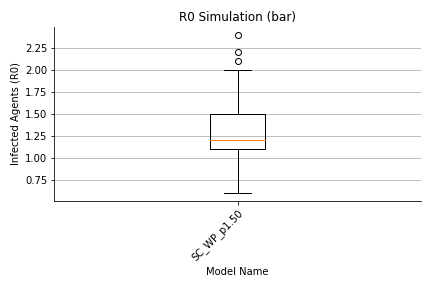 R0 Simulation (bar)
Infected Agents (R0)
2.25
2.00
1.75
1.50
1.25
1.00
0.75
SC_WP_p1.50
Model Name